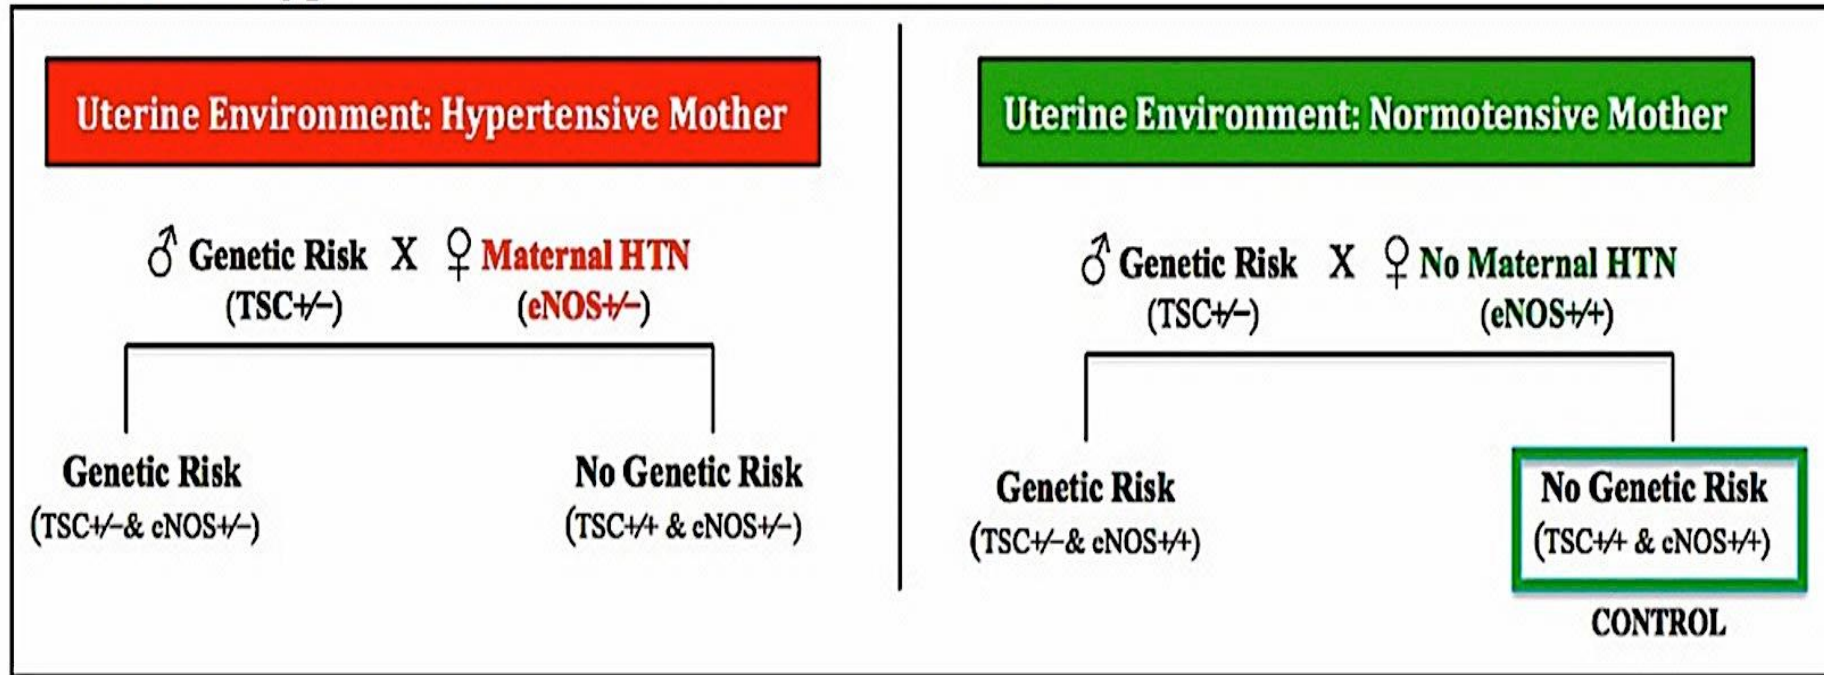 Uterine Environment: Hypertensive Mother
♂ Genetic Risk X ♀ Maternal HTN
(TSC+/−) (eNOS+/−)
Genetic Risk
(TSC+/−& eNOS+/−)
No Genetic Risk
(TSC+/+ & eNOS+/−)
Uterine Environment: Normotensive Mother
♂ Genetic Risk X ♀ No Maternal HTN
(TSC+/−) (eNOS+/+)
Genetic Risk
(TSC+/−& eNOS+/+)
No Genetic Risk
(TSC+/+ & eNOS+/+)
CONTROL